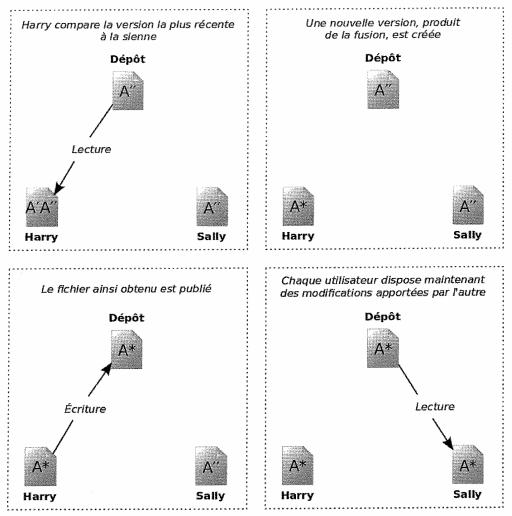 Harry compare la version la plus récente
à la sienne
Dépôt
A″
Lecture
A′A″
A″
Harry
Sally
Une nouvelle version, produit
de la fusion, est créée
Dépôt
A″
A*
A″
Harry
Sally
Le fichier ainsi obtenu est publié
Dépôt
A*
Écriture
A*
A″
Harry
Sally
Chaque utilisateur dispose maintenant
des modifications apportées par l'autre
Dépôt
A*
Lecture
A*
A*
Harry
Sally